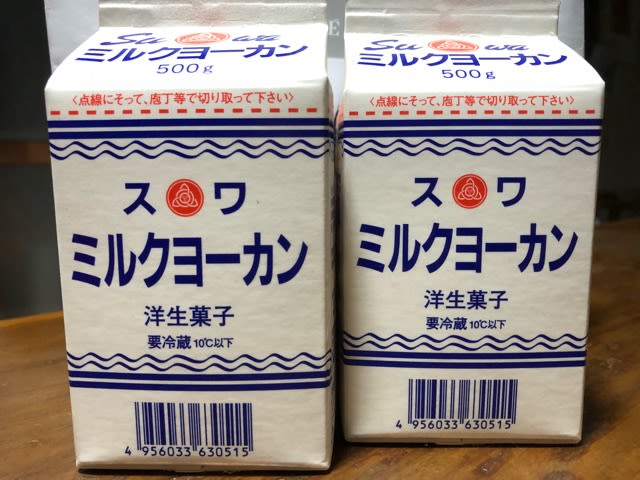 Su wa
ミルクヨーカン
500g
〈点線にそって、庖丁等で切り取って下さい〉
スワ
ミルクヨーカン
洋生菓子
要冷蔵 10℃以下
4 956033 630515
Su wa
ミルクヨーカン
500g
〈点線にそって、庖丁等で切り取って下さい〉
スワ
ミルクヨーカン
洋生菓子
要冷蔵 10℃以下
4 956033 630515